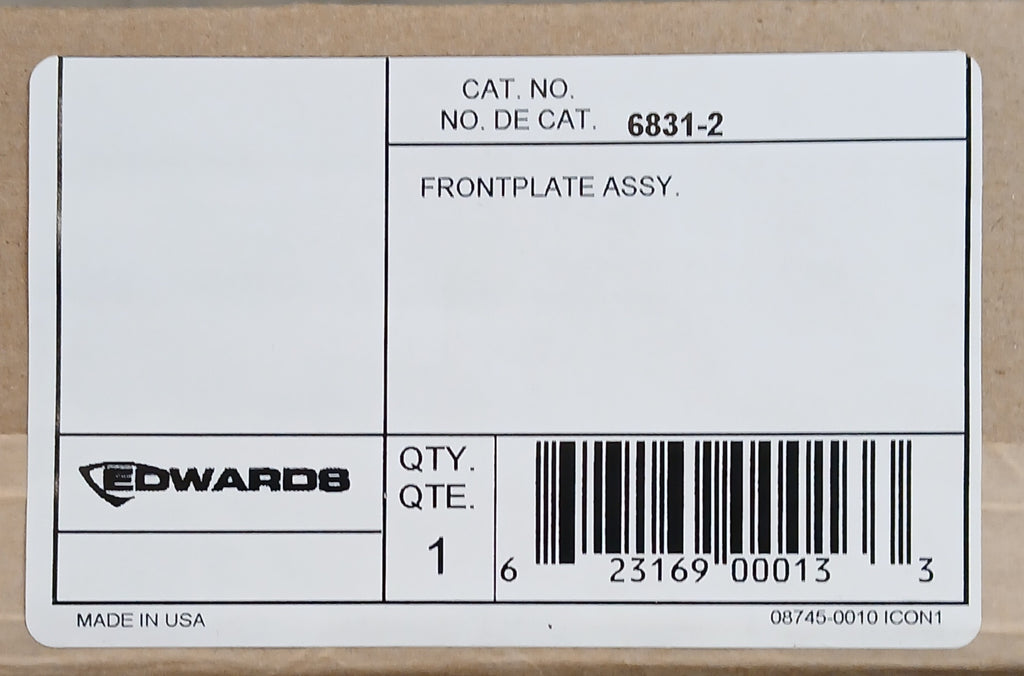 CAT. NO.
NO. DE CAT. 6831-2
FRONTPLATE ASSY.
EDWARDS
QTY.
QTE.
1
6 23169 00013 3
MADE IN USA
08745-0010 ICON1